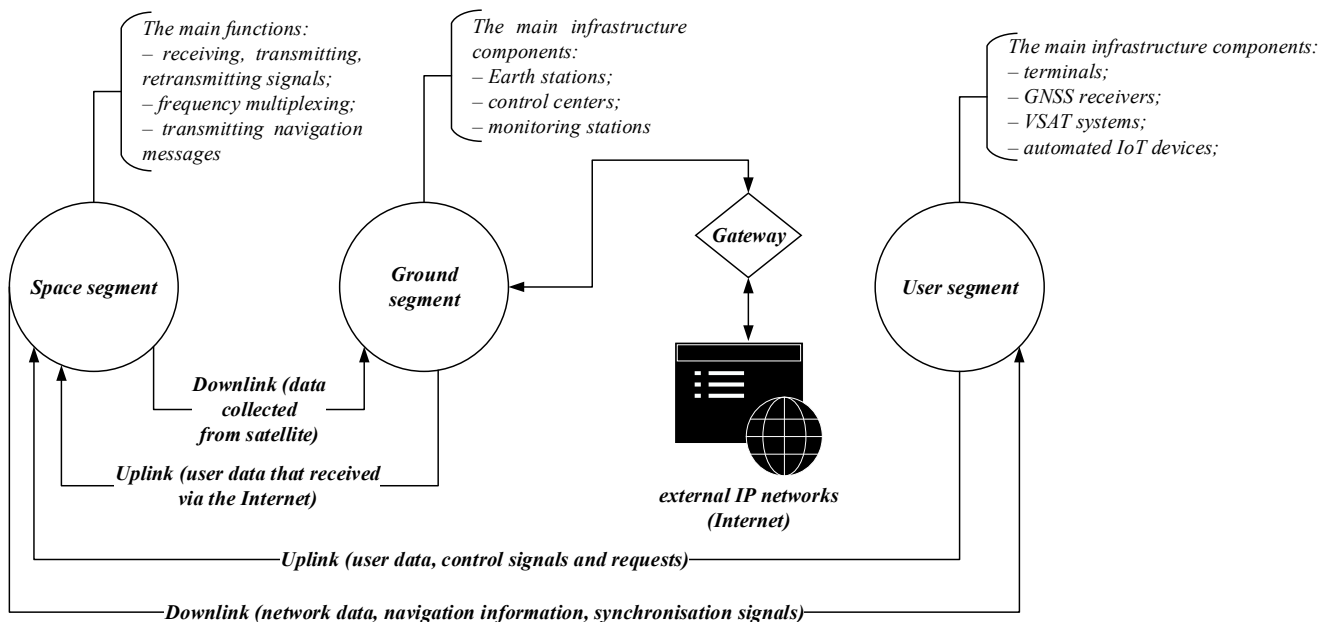 The main functions:
– receiving, transmitting,
retransmitting signals;
– frequency multiplexing;
– transmitting navigation
messages
The main infrastructure
components:
– Earth stations;
– control centers;
– monitoring stations
The main infrastructure components:
– terminals;
– GNSS receivers;
– VSAT systems;
– automated IoT devices;
Space segment
Ground
segment
Gateway
User segment
Downlink (data
collected
from satellite)
Uplink (user data that received
via the Internet)
external IP networks
(Internet)
Uplink (user data, control signals and requests)
Downlink (network data, navigation information, synchronisation signals)